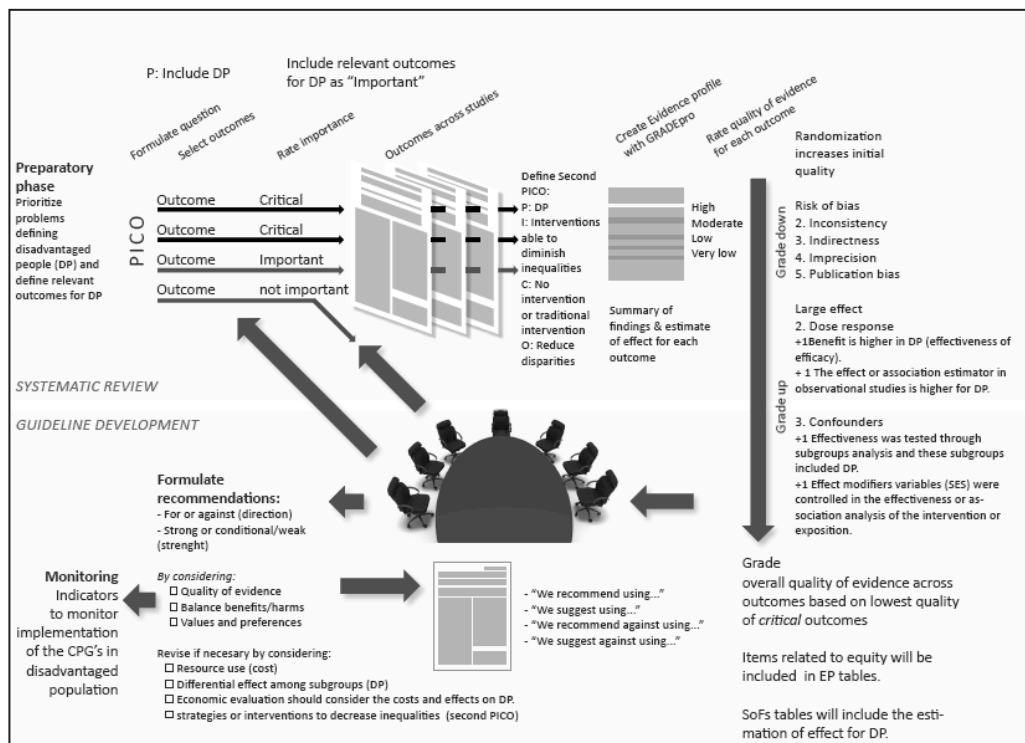 P: Include DP
Include relevant outcomes
for DP as "Important"
Formulate question
Select outcomes
Rate importance
Outcomes across studies
Create Evidence profile
with GRADEpro
Rate quality of evidence
for each outcome
Preparatory
phase
Prioritize
problems
defining
disadvantaged
people (DP) and
define relevant
outcomes for DP
PICO
Outcome Critical
Outcome Critical
Outcome Important
Outcome not important
Define Second
PICO:
P: DP
I: Interventions
able to
diminish
inequalities
C: No
intervention
or traditional
intervention
O: Reduce
disparities
High
Moderate
Low
Very low
Summary of
findings & estimate
of effect for each
outcome
Randomization
increases initial
quality
Grade down
Risk of bias
2. Inconsistency
3. Indirectness
4. Imprecision
5. Publication bias
Grade up
Large effect
2. Dose response
+1Benefit is higher in DP (effectiveness of
efficacy).
+ 1 The effect or association estimator in
observational studies is higher for DP.
3. Confounders
+1 Effectiveness was tested through
subgroups analysis and these subgroups
included DP.
+1 Effect modifiers variables (SES) were
controlled in the effectiveness or as-
sociation analysis of the intervention or
exposition.
SYSTEMATIC REVIEW
GUIDELINE DEVELOPMENT
Formulate
recommendations:
- For or against (direction)
- Strong or conditional/weak
(strenght)
By considering:
Quality of evidence
Balance benefits/harms
Values and preferences
Revise if necesary by considering:
Resource use (cost)
Differential effect among subgroups (DP)
Economic evaluation should consider the costs and effects on DP.
strategies or interventions to decrease inequalities (second PICO)
Monitoring
Indicators
to monitor
implementation
of the CPG's in
disadvantaged
population
- "We recommend using..."
- "We suggest using..."
- "We recommend against using..."
- "We suggest against using..."
Grade
overall quality of evidence across
outcomes based on lowest quality
of critical outcomes
Items related to equity will be
included in EP tables.
SoFs tables will include the esti-
mation of effect for DP.